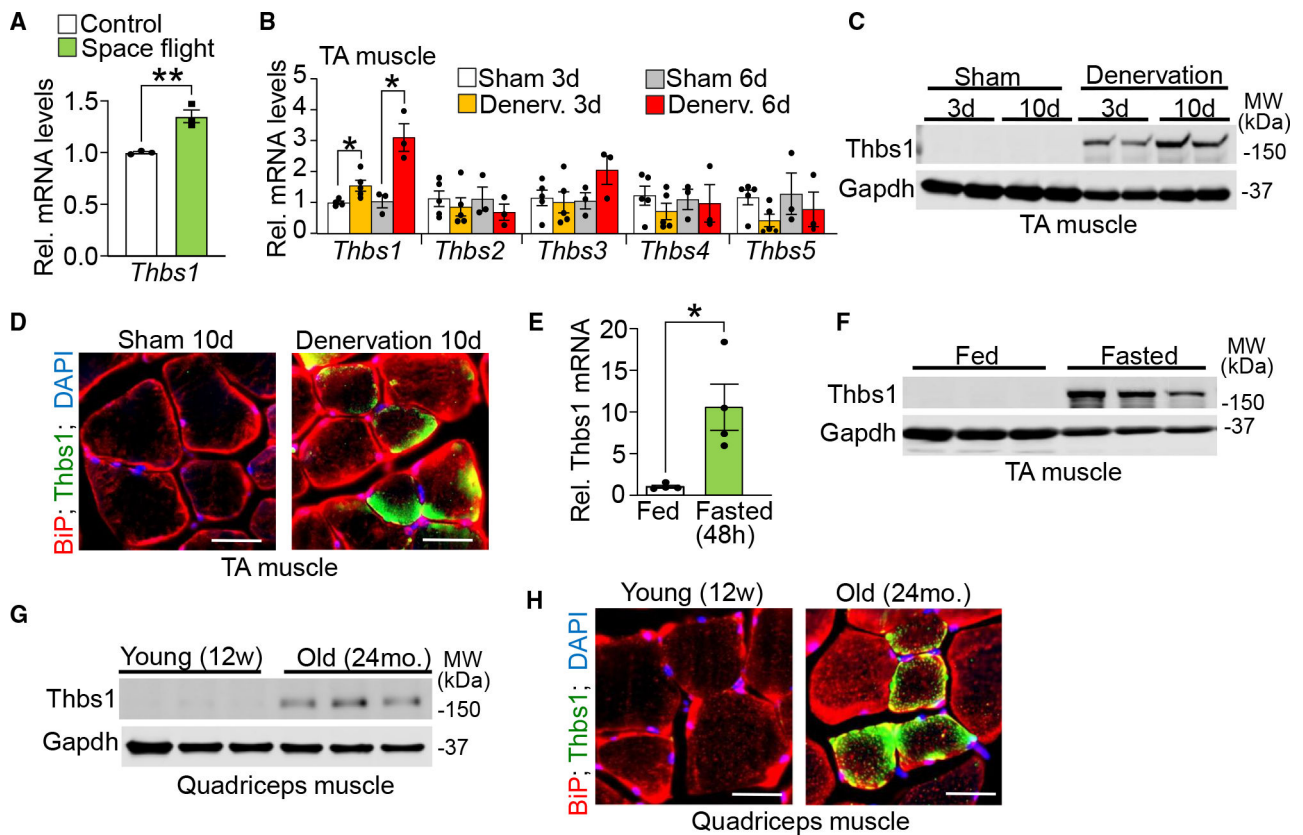 A
Control
Space flight
Rel. mRNA levels
1.5
1.0
0.5
0.0
**
Thbs1
B
TA muscle
Rel. mRNA levels
5
4
3
2
1
0
*
*
Sham 3d
Denerv. 3d
Sham 6d
Denerv. 6d
Thbs1
Thbs2
Thbs3
Thbs4
Thbs5
C
Sham
Denervation
3d
10d
3d
10d
MW
(kDa)
Thbs1
-150
Gapdh
-37
TA muscle
D
Sham 10d
Denervation 10d
BiP; Thbs1; DAPI
TA muscle
E
Rel. Thbs1 mRNA
20
15
10
5
0
*
Fed
Fasted
(48h)
F
Fed
Fasted
MW
(kDa)
Thbs1
-150
Gapdh
-37
TA muscle
G
Young (12w)
Old (24mo.)
MW
(kDa)
Thbs1
-150
Gapdh
-37
Quadriceps muscle
H
Young (12w)
Old (24mo.)
BiP; Thbs1; DAPI
Quadriceps muscle